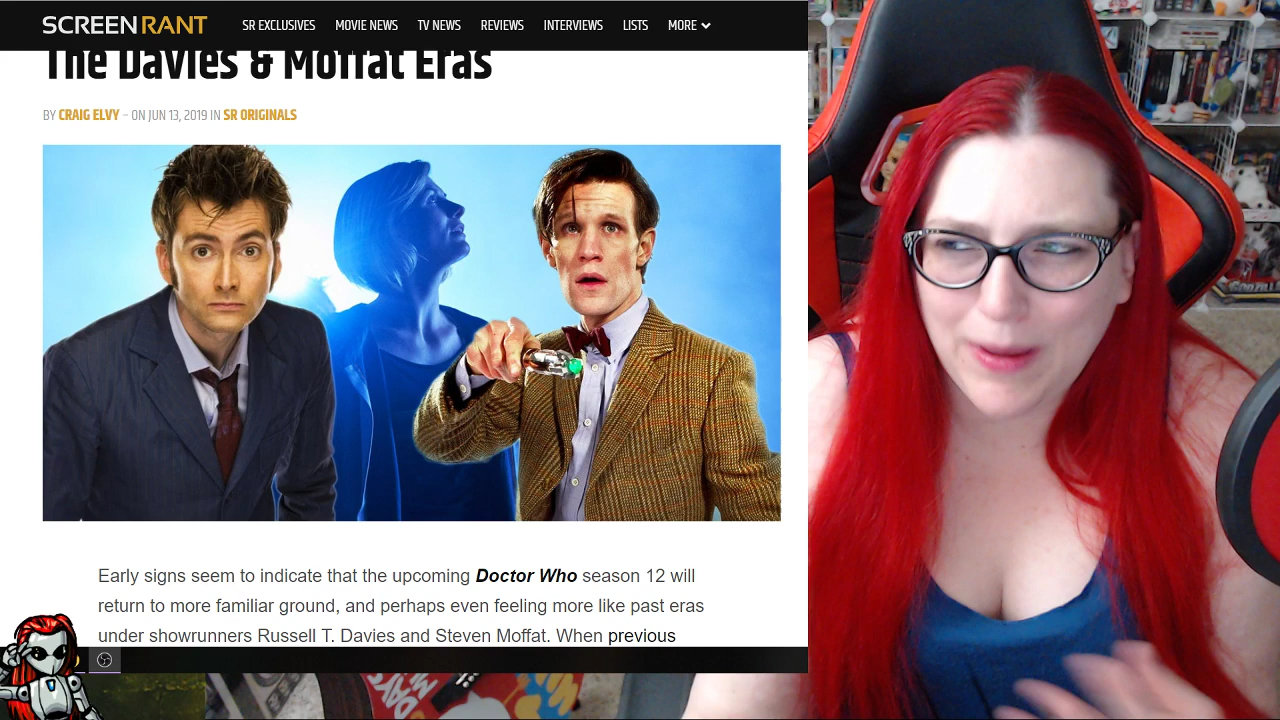 SCREENRANT SR EXCLUSIVES MOVIE NEWS TV NEWS REVIEWS INTERVIEWS LISTS MORE
The Davies & Moffat Eras
BY CRAIG ELVY – ON JUN 13, 2019 IN SR ORIGINALS
Early signs seem to indicate that the upcoming Doctor Who season 12 will
return to more familiar ground, and perhaps even feeling more like past eras
under showrunners Russell T. Davies and Steven Moffat. When previous
GODZILLA